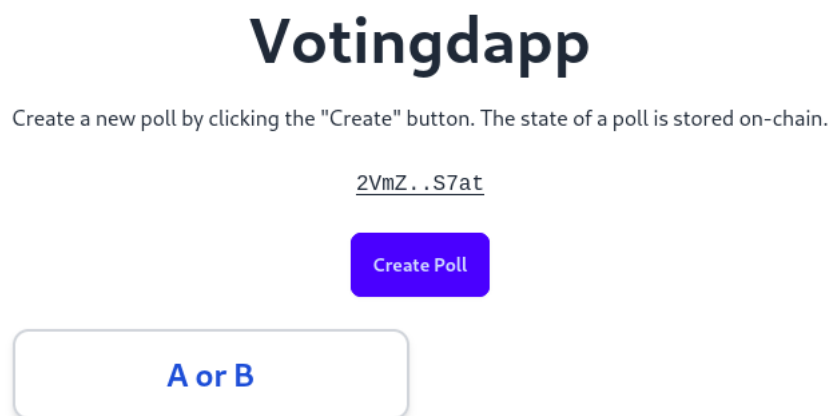 Votingdapp
Create a new poll by clicking the "Create" button. The state of a poll is stored on-chain.
2VmZ..S7at
Create Poll
A or B